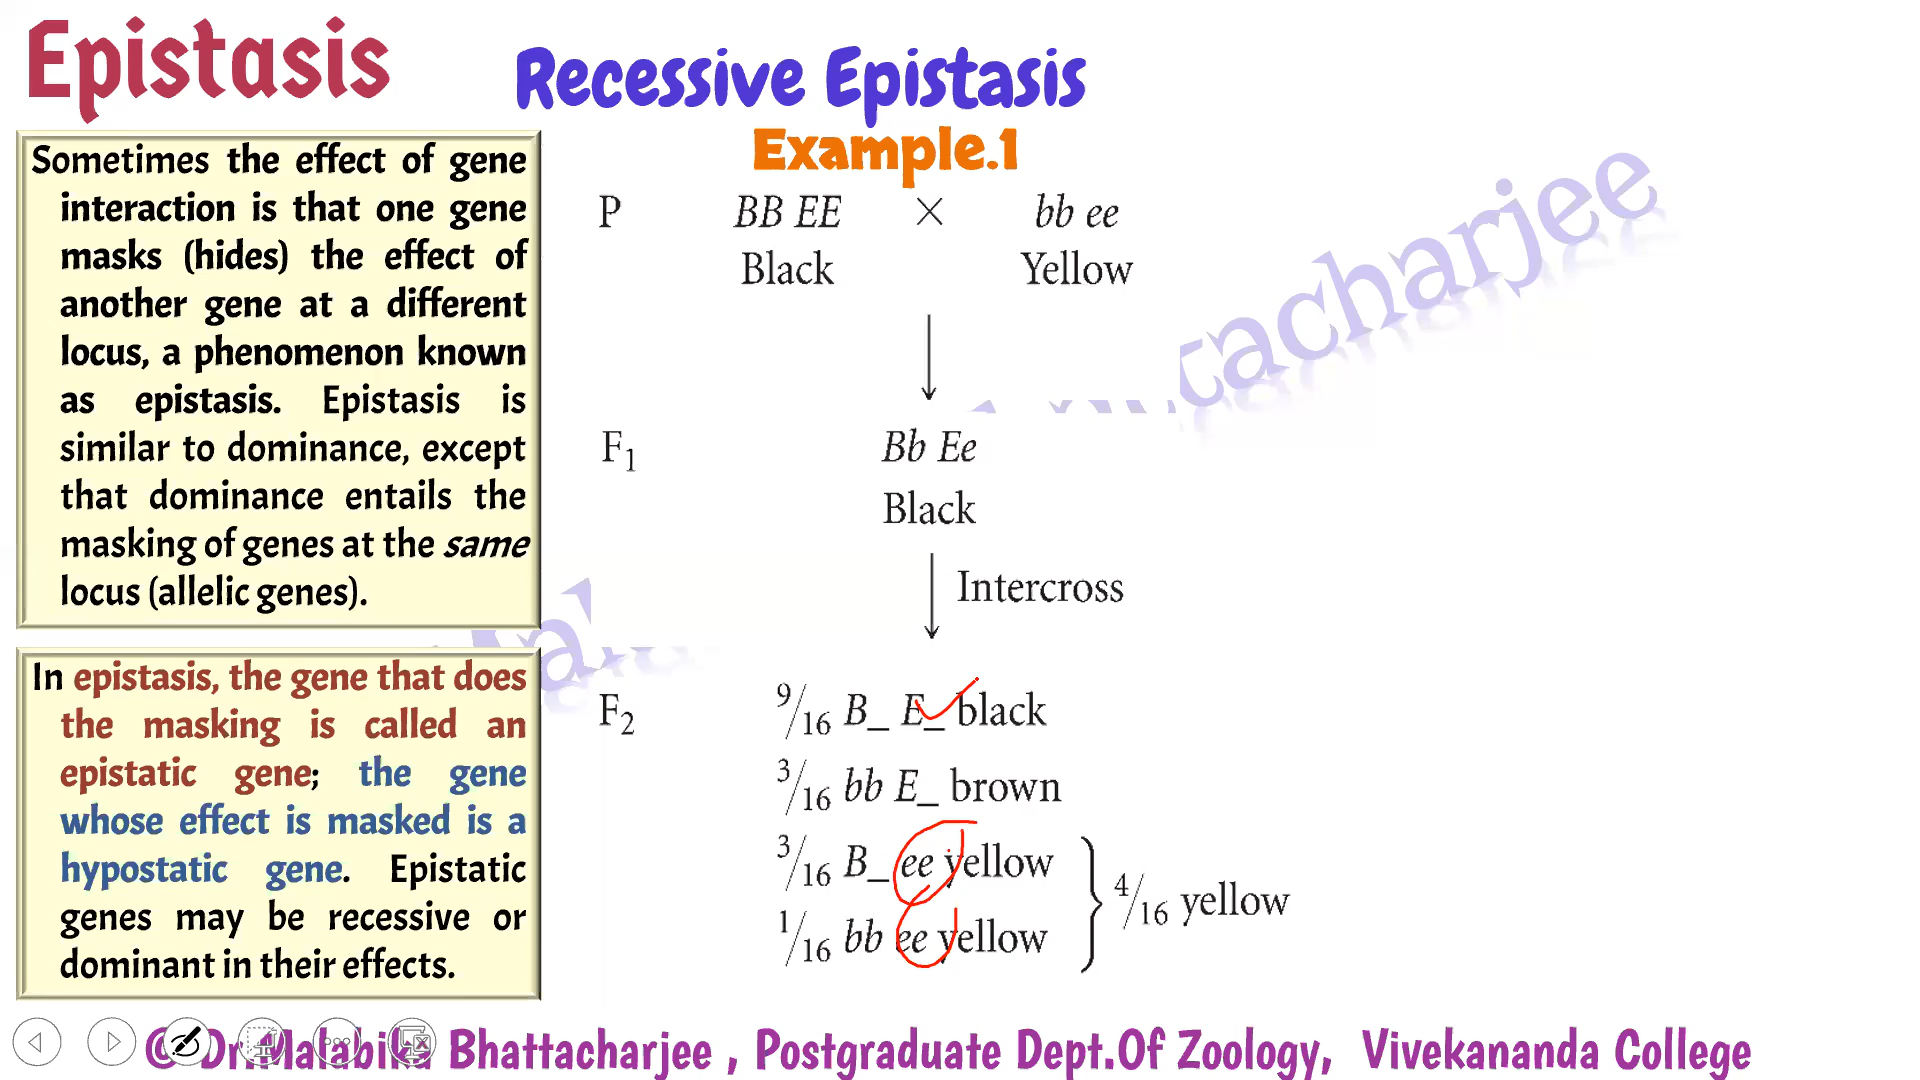 Epistasis
Recessive Epistasis
Example.1
Sometimes the effect of gene
interaction is that one gene
masks (hides) the effect of
another gene at a different
locus, a phenomenon known
as epistasis. Epistasis is
similar to dominance, except
that dominance entails the
masking of genes at the same
locus (allelic genes).
In epistasis, the gene that does
the masking is called an
epistatic gene; the gene
whose effect is masked is a
hypostatic gene. Epistatic
genes may be recessive or
dominant in their effects.
P BB EE × bb ee
Black Yellow
F1 Bb Ee
Black
Intercross
F2 9/16 B_ E_ black
3/16 bb E_ brown
3/16 B_ ee yellow
1/16 bb ee yellow
4/16 yellow
tacharjee
© Dr.Malabika Bhattacharjee , Postgraduate Dept.Of Zoology, Vivekananda College